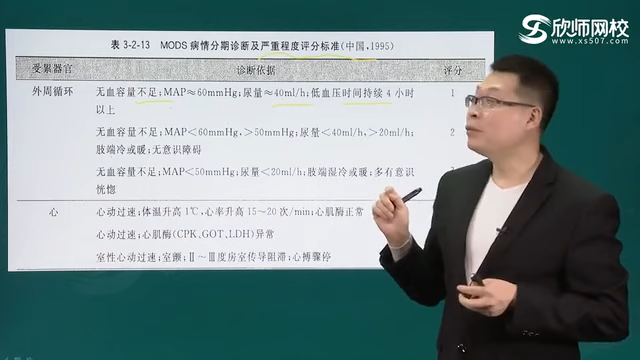 欣师网校
www.xs507.com
表 3-2-13 MODS 病情分期诊断及严重程度评分标准(中国,1995)
受累器官 诊断依据 评分
外周循环 无血容量不足;MAP≈60mmHg;尿量≈40ml/h;低血压时间持续 4 小时以上 1
无血容量不足;MAP<60mmHg,>50mmHg;尿量<40ml/h,>20ml/h;肢端冷或暖;无意识障碍 2
无血容量不足;MAP<50mmHg;尿量<20ml/h;肢端湿冷或暖;多有意识恍惚
心 心动过速;体温升高 1℃,心率升高 15~20 次/min;心肌酶正常
心动过速;心肌酶(CPK、GOT、LDH)异常
室性心动过速;室颤;Ⅱ~Ⅲ度房室传导阻滞;心搏骤停